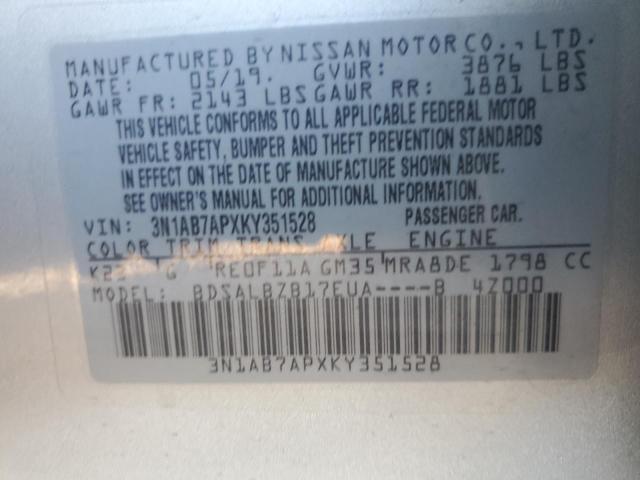 MANUFACTURED BY NISSAN MOTOR CO., LTD.
DATE: 05/19. GVWR: 3876 LBS
GAWR FR: 2143 LBS GAWR RR: 1881 LBS
THIS VEHICLE CONFORMS TO ALL APPLICABLE FEDERAL MOTOR
VEHICLE SAFETY, BUMPER AND THEFT PREVENTION STANDARDS
IN EFFECT ON THE DATE OF MANUFACTURE SHOWN ABOVE.
SEE OWNER'S MANUAL FOR ADDITIONAL INFORMATION.
VIN: 3N1AB7APXKY351528 PASSENGER CAR.
COLOR TRIM TRANS AXLE ENGINE
G RE0F11A GM35 MRA8DE 1798 CC
MODEL: BDSALBZB17EUA----B 4Z000
3N1AB7APXKY351528